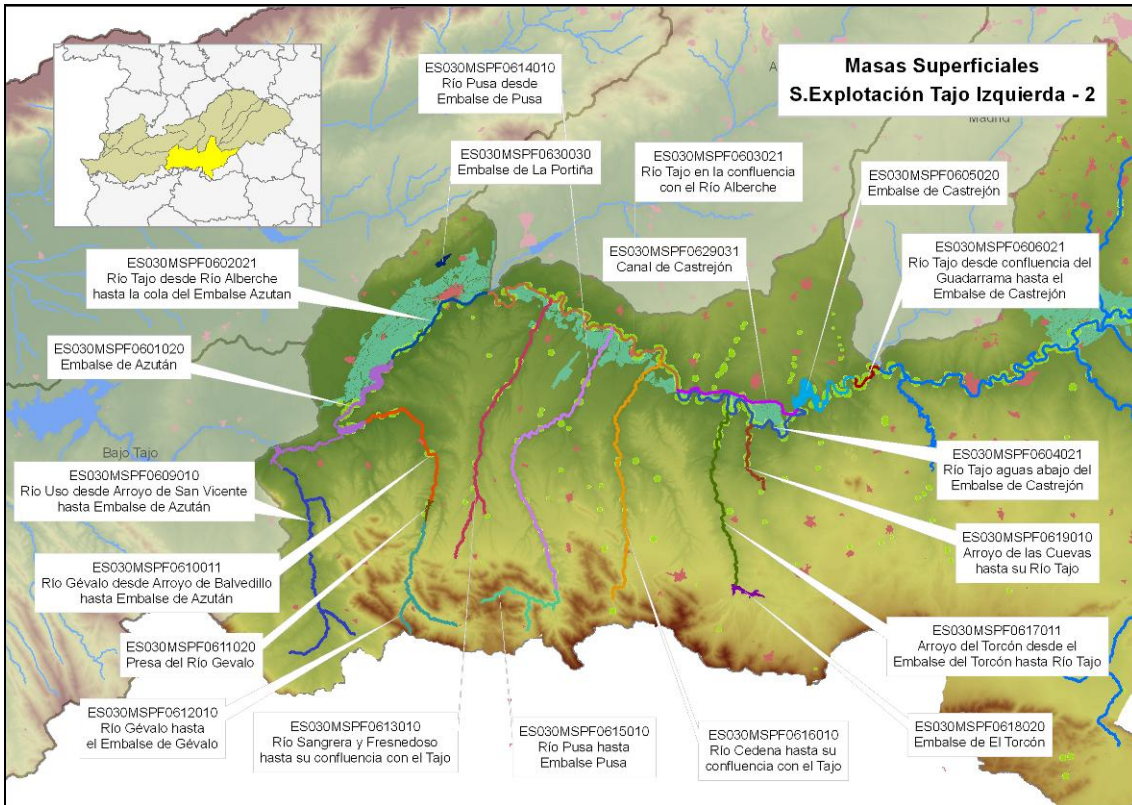 Masas Superficiales
S.Explotación Tajo Izquierda - 2
Madrid
ES030MSPF0614010
Río Pusa desde
Embalse de Pusa
ES030MSPF0630030
Embalse de La Portiña
ES030MSPF0603021
Río Tajo en la confluencia
con el Río Alberche
ES030MSPF0605020
Embalse de Castrejón
ES030MSPF0602021
Río Tajo desde Río Alberche
hasta la cola del Embalse Azutan
ES030MSPF0629031
Canal de Castrejón
ES030MSPF0606021
Río Tajo desde confluencia del
Guadarrama hasta el
Embalse de Castrejón
ES030MSPF0601020
Embalse de Azután
Bajo Tajo
ES030MSPF0609010
Río Uso desde Arroyo de San Vicente
hasta Embalse de Azután
ES030MSPF0604021
Río Tajo aguas abajo del
Embalse de Castrejón
ES030MSPF0619010
Arroyo de las Cuevas
hasta su Río Tajo
ES030MSPF0610011
Río Gévalo desde Arroyo de Balvedillo
hasta Embalse de Azután
ES030MSPF0611020
Presa del Río Gevalo
ES030MSPF0617011
Arroyo del Torcón desde el
Embalse del Torcón hasta Río Tajo
ES030MSPF0612010
Río Gévalo hasta
el Embalse de Gévalo
ES030MSPF0613010
Río Sangrera y Fresnedoso
hasta su confluencia con el Tajo
ES030MSPF0615010
Río Pusa hasta
Embalse Pusa
ES030MSPF0616010
Río Cedena hasta su
confluencia con el Tajo
ES030MSPF0618020
Embalse de El Torcón